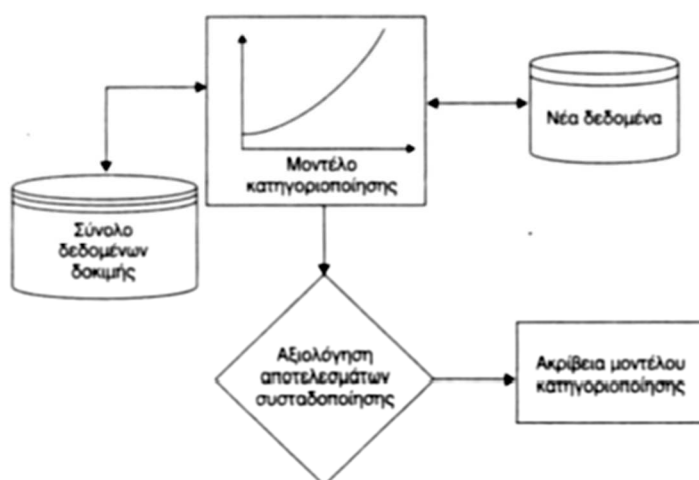 Μοντέλο
κατηγοριοποίησης
Νέα δεδομένα
Σύνολο
δεδομένων
δοκιμής
Αξιολόγηση
αποτελεσμάτων
συσταδοποίησης
Ακρίβεια μοντέλου
κατηγοριοποίησης